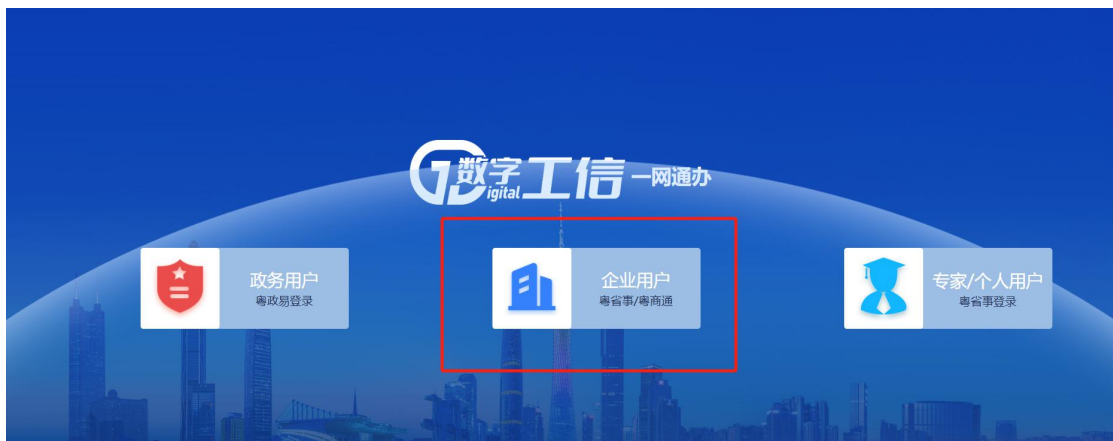 数字
igital
工信
一网通办
政务用户
粤政易登录
企业用户
粤省事/粤商通
专家/个人用户
粤省事登录